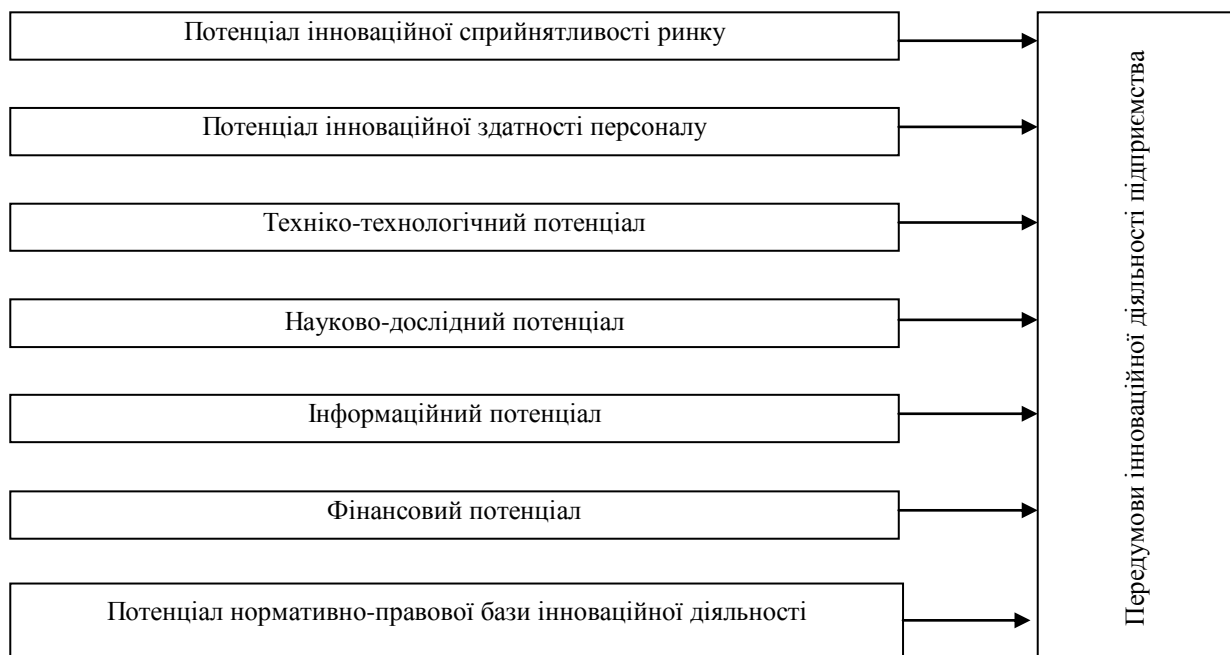 Потенціал інноваційної сприйнятливості ринку
Потенціал інноваційної здатності персоналу
Техніко-технологічний потенціал
Науково-дослідний потенціал
Інформаційний потенціал
Фінансовий потенціал
Потенціал нормативно-правової бази інноваційної діяльності
Передумови інноваційної діяльності підприємства